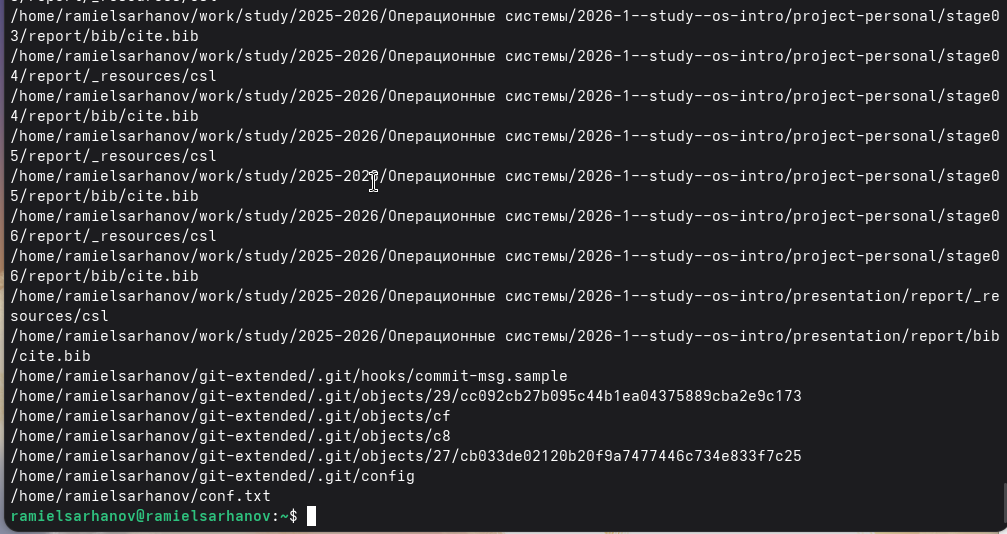 /home/ramielsarhanov/work/study/2025-2026/Операционные системы/2026-1--study--os-intro/project-personal/stage0
3/report/bib/cite.bib
/home/ramielsarhanov/work/study/2025-2026/Операционные системы/2026-1--study--os-intro/project-personal/stage0
4/report/_resources/csl
/home/ramielsarhanov/work/study/2025-2026/Операционные системы/2026-1--study--os-intro/project-personal/stage0
4/report/bib/cite.bib
/home/ramielsarhanov/work/study/2025-2026/Операционные системы/2026-1--study--os-intro/project-personal/stage0
5/report/_resources/csl
/home/ramielsarhanov/work/study/2025-2026/Операционные системы/2026-1--study--os-intro/project-personal/stage0
5/report/bib/cite.bib
/home/ramielsarhanov/work/study/2025-2026/Операционные системы/2026-1--study--os-intro/project-personal/stage0
6/report/_resources/csl
/home/ramielsarhanov/work/study/2025-2026/Операционные системы/2026-1--study--os-intro/project-personal/stage0
6/report/bib/cite.bib
/home/ramielsarhanov/work/study/2025-2026/Операционные системы/2026-1--study--os-intro/presentation/report/_re
sources/csl
/home/ramielsarhanov/work/study/2025-2026/Операционные системы/2026-1--study--os-intro/presentation/report/bib
/cite.bib
/home/ramielsarhanov/git-extended/.git/hooks/commit-msg.sample
/home/ramielsarhanov/git-extended/.git/objects/29/cc092cb27b095c44b1ea04375889cba2e9c173
/home/ramielsarhanov/git-extended/.git/objects/cf
/home/ramielsarhanov/git-extended/.git/objects/c8
/home/ramielsarhanov/git-extended/.git/objects/27/cb033de02120b20f9a7477446c734e833f7c25
/home/ramielsarhanov/git-extended/.git/config
/home/ramielsarhanov/conf.txt
ramielsarhanov@ramielsarhanov:~$